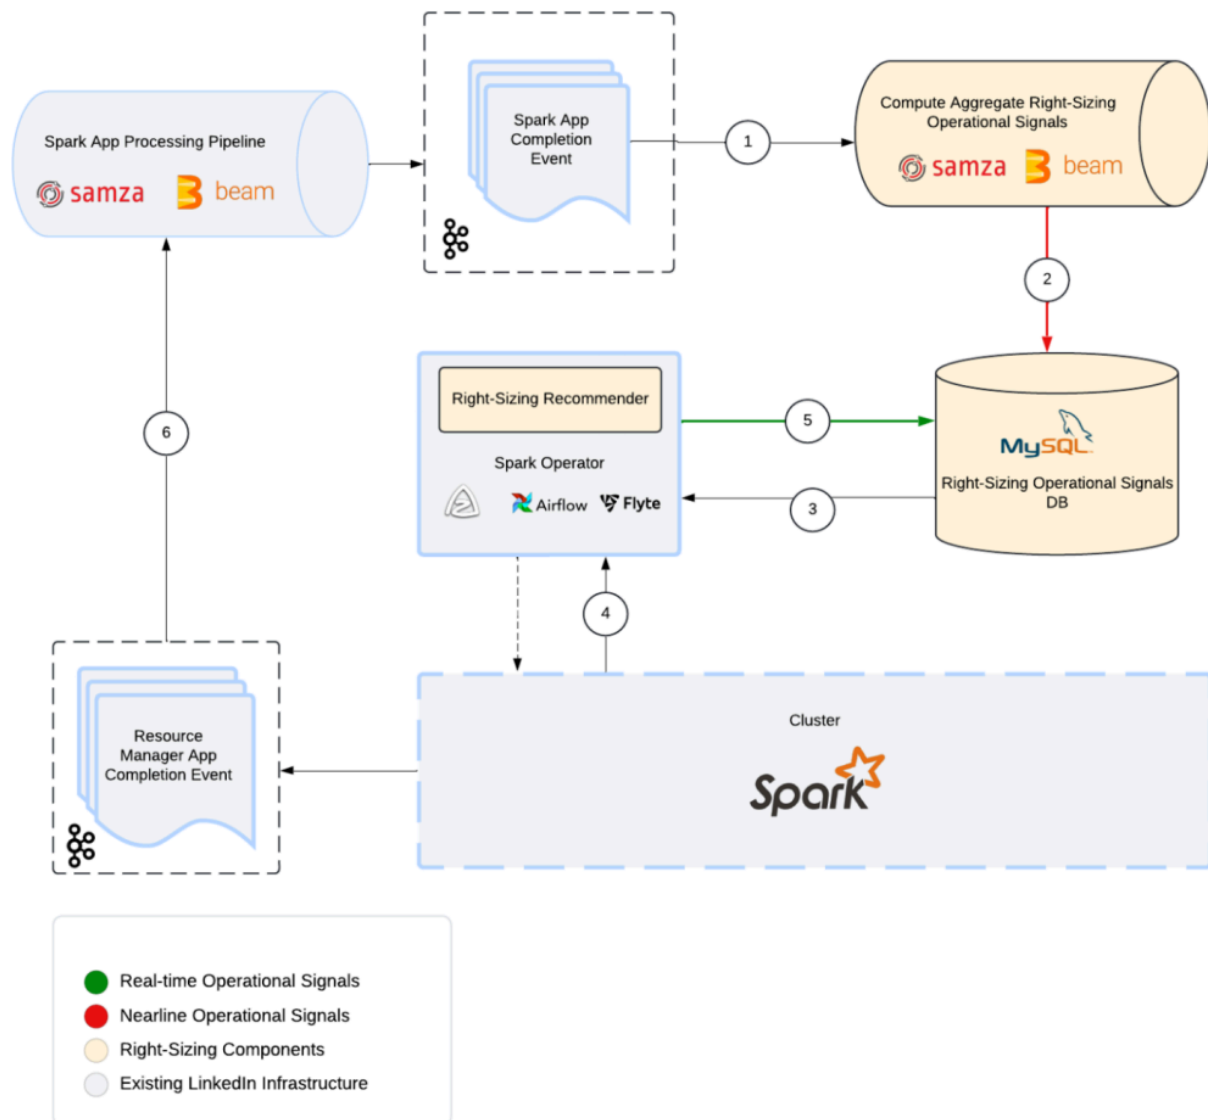 Spark App Processing Pipeline
samza
beam
Spark App
Completion
Event
1
Compute Aggregate Right-Sizing
Operational Signals
samza
beam
2
6
Right-Sizing Recommender
Spark Operator
Airflow
Flyte
5
3
MySQL
Right-Sizing Operational Signals
DB
4
Resource
Manager App
Completion Event
Cluster
Spark
Real-time Operational Signals
Nearline Operational Signals
Right-Sizing Components
Existing LinkedIn Infrastructure